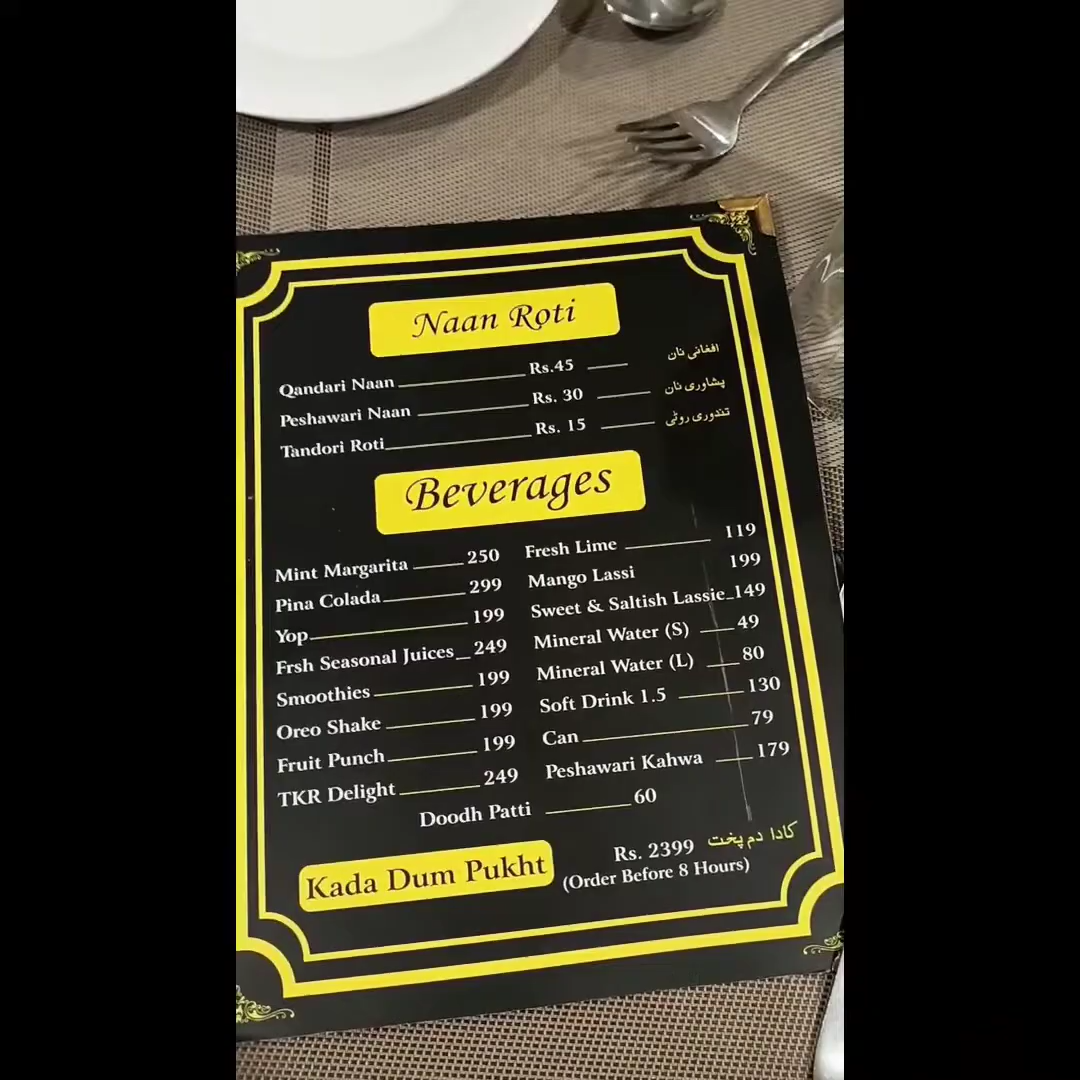 Naan Roti
Qandari Naan Rs.45 افغانی نان
Peshawari Naan Rs. 30 پشاوری نان
Tandori Roti Rs. 15 تندوری روٹی
Beverages
Mint Margarita 250 Fresh Lime 119
Pina Colada 299 Mango Lassi 199
Yop 199 Sweet & Saltish Lassie 149
Frsh Seasonal Juices 249 Mineral Water (S) 49
Smoothies 199 Mineral Water (L) 80
Oreo Shake 199 Soft Drink 1.5 130
Fruit Punch 199 Can 79
TKR Delight 249 Peshawari Kahwa 179
Doodh Patti 60
Kada Dum Pukht Rs. 2399 کادا دم پخت
(Order Before 8 Hours)